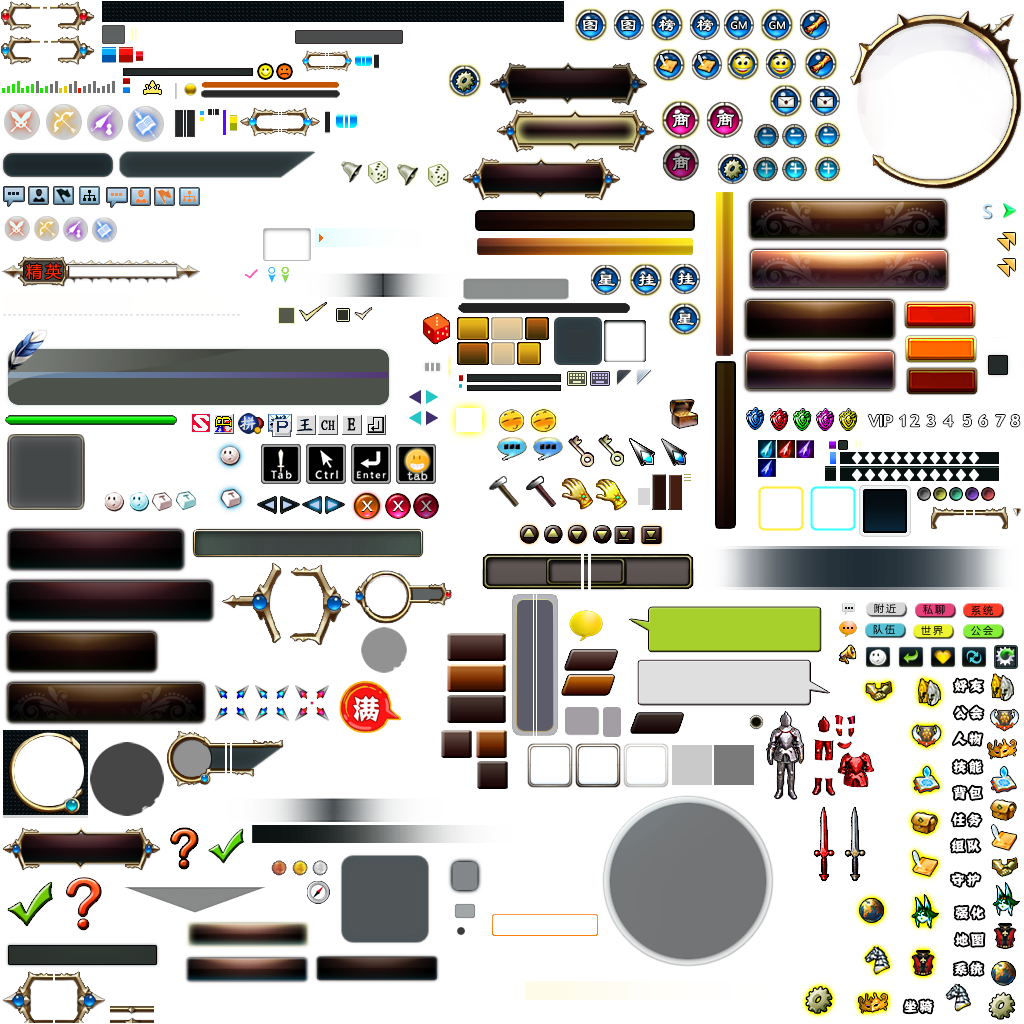 图 图 榜 榜 GM GM
商 商
商
精英
星 挂 挂
星
拼 P 王 CH E
S
VIP 1 2 3 4 5 6 7 8
Tab Ctrl Enter tab
X X X
附近 私聊 系统
队伍 世界 公会
满
好友
公会
人物
技能
背包
任务
组队
守护
强化
地图
系统
坐骑